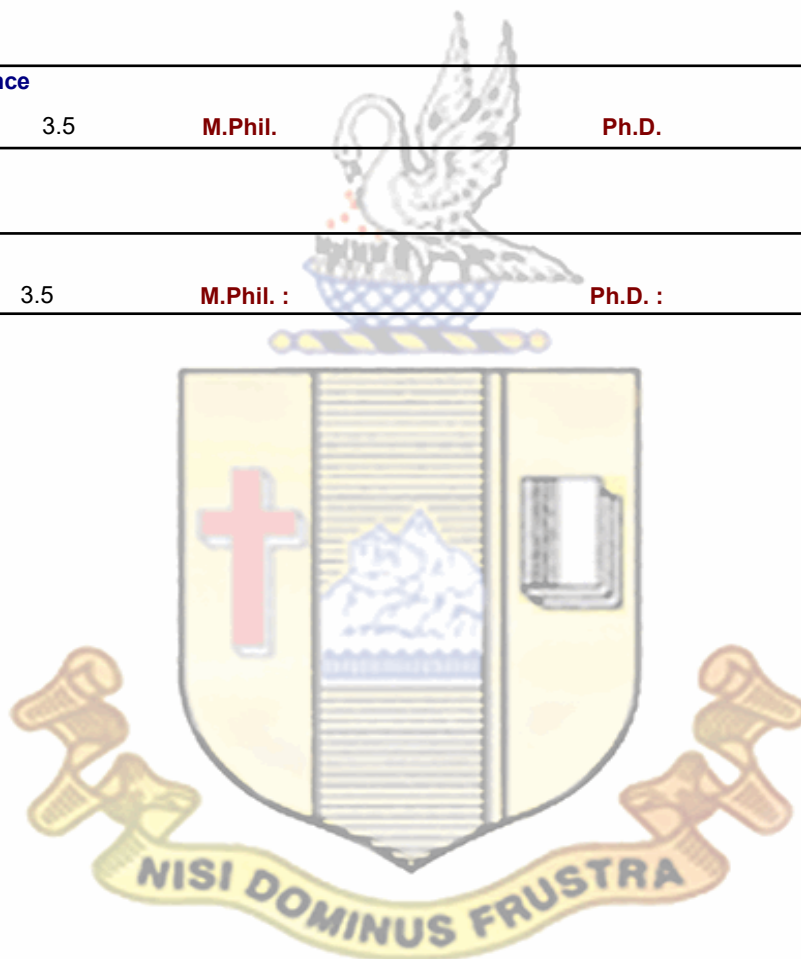 nce
3.5 M.Phil. Ph.D.
3.5 M.Phil. : Ph.D. :
NISI DOMINUS FRUSTRA